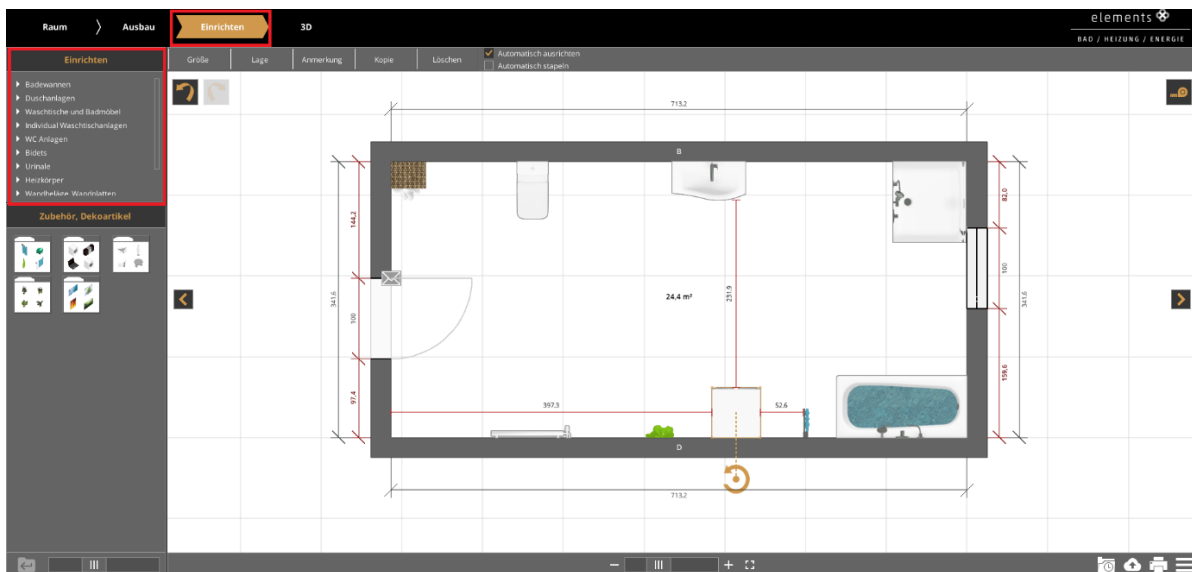 Raum
Ausbau
Einrichten
3D
elements
BAD / HEIZUNG / ENERGIE
Einrichten
Größe
Lage
Anmerkung
Kopie
Löschen
Automatisch ausrichten
Automatisch stapeln
Badewannen
Duschanlagen
Waschtische und Badmöbel
Individual Waschtischanlagen
WC Anlagen
Bidets
Urinale
Heizkörper
Wandbeläge, Wandplatten
Zubehör, Dekoartikel
713,2
B
144,2
82,0
341,6
100
24,4 m²
231,9
100
341,6
97,4
397,3
52,6
159,6
D
713,2